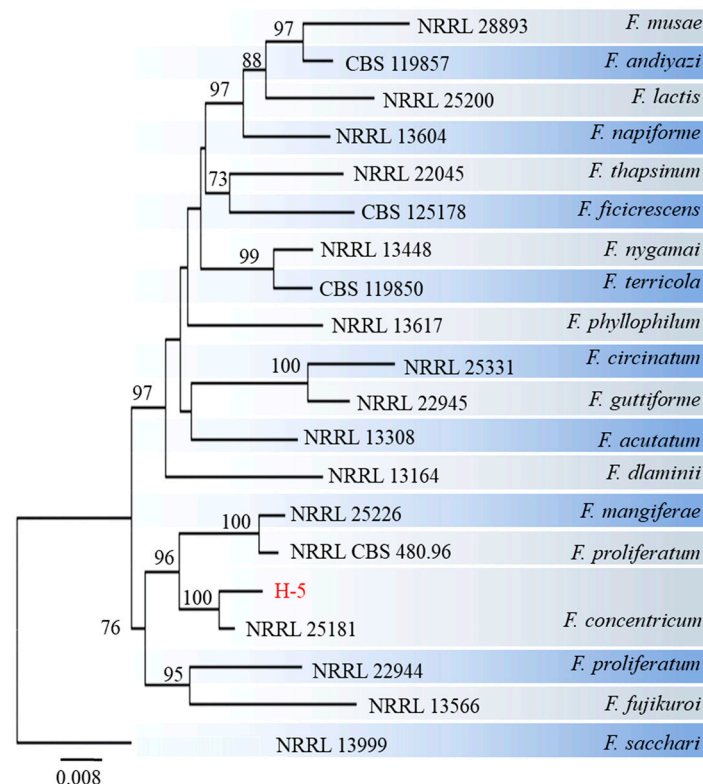 97 NRRL 28893 F. musae
88 CBS 119857 F. andiyazi
97 NRRL 25200 F. lactis
NRRL 13604 F. napiforme
73 NRRL 22045 F. thapsinum
CBS 125178 F. ficicrescens
99 NRRL 13448 F. nygamai
CBS 119850 F. terricola
NRRL 13617 F. phyllophilum
100 NRRL 25331 F. circinatum
97 NRRL 22945 F. guttiforme
NRRL 13308 F. acutatum
NRRL 13164 F. dlaminii
100 NRRL 25226 F. mangiferae
96 NRRL CBS 480.96 F. proliferatum
100 H-5
76 NRRL 25181 F. concentricum
95 NRRL 22944 F. proliferatum
NRRL 13566 F. fujikuroi
NRRL 13999 F. sacchari
0.008